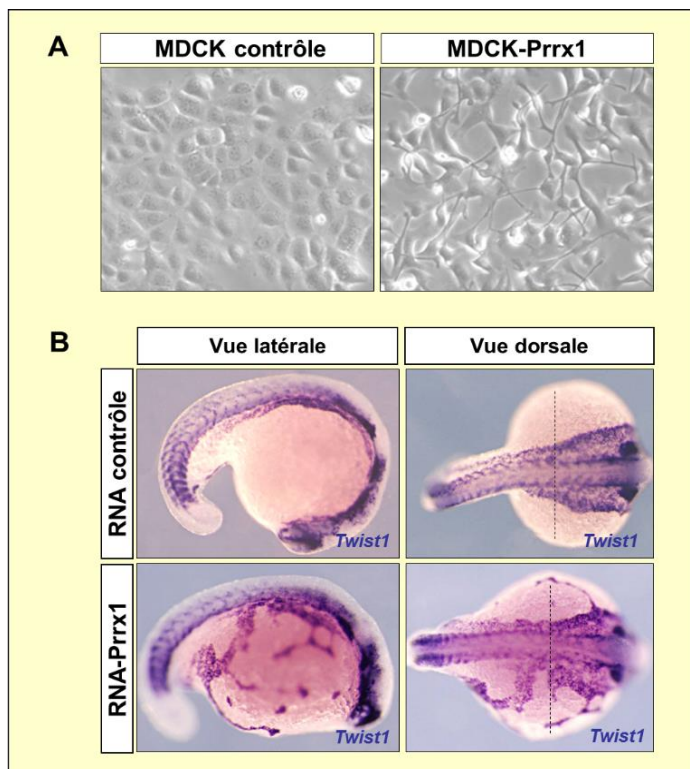 A
MDCK contrôle
MDCK-Prrx1
B
Vue latérale
Vue dorsale
RNA contrôle
Twist1
Twist1
RNA-Prrx1
Twist1
Twist1